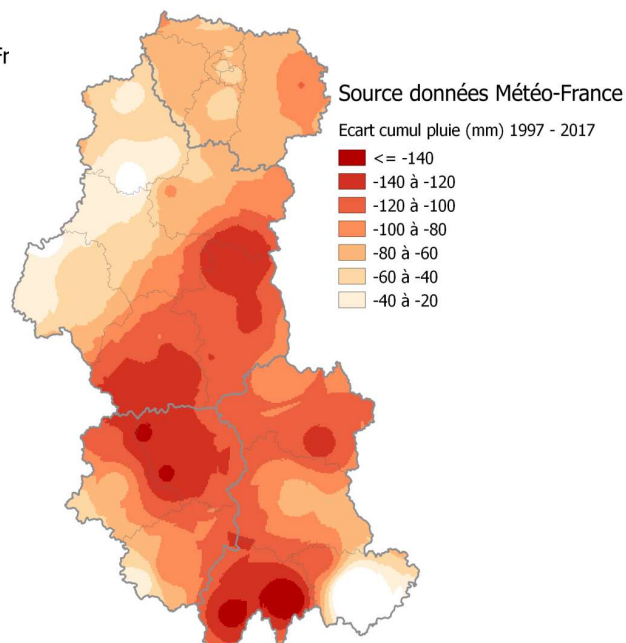 Fr
Source données Météo-France
Ecart cumul pluie (mm) 1997 - 2017
<= -140
-140 à -120
-120 à -100
-100 à -80
-80 à -60
-60 à -40
-40 à -20